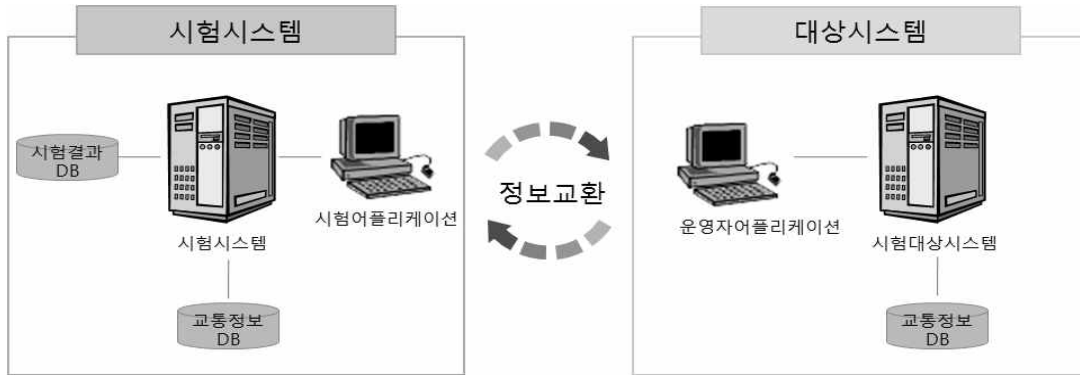 시험시스템
시험결과
DB
시험시스템
시험어플리케이션
교통정보
DB
정보교환
대상시스템
운영자어플리케이션
시험대상시스템
교통정보
DB